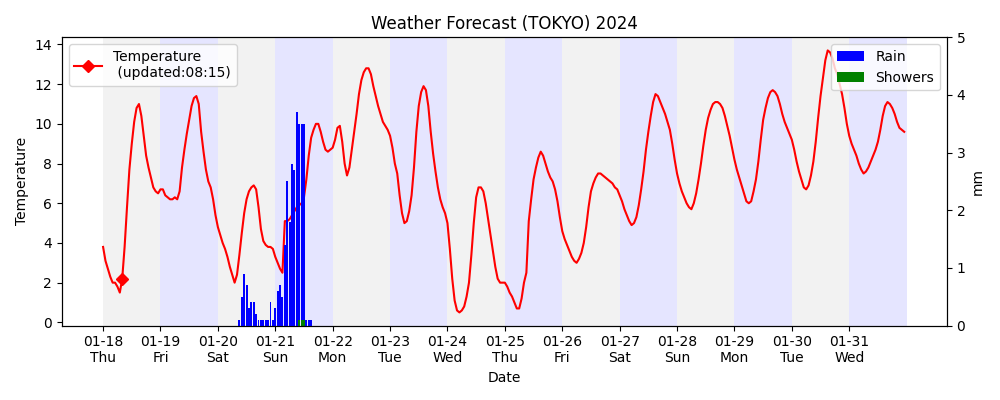 Weather Forecast (TOKYO) 2024
Temperature
(updated:08:15)
Rain
Showers
14
12
10
8
6
4
2
0
Temperature
5
4
3
2
1
0
mm
01-18 01-19 01-20 01-21 01-22 01-23 01-24 01-25 01-26 01-27 01-28 01-29 01-30 01-31
Thu Fri Sat Sun Mon Tue Wed Thu Fri Sat Sun Mon Tue Wed
Date